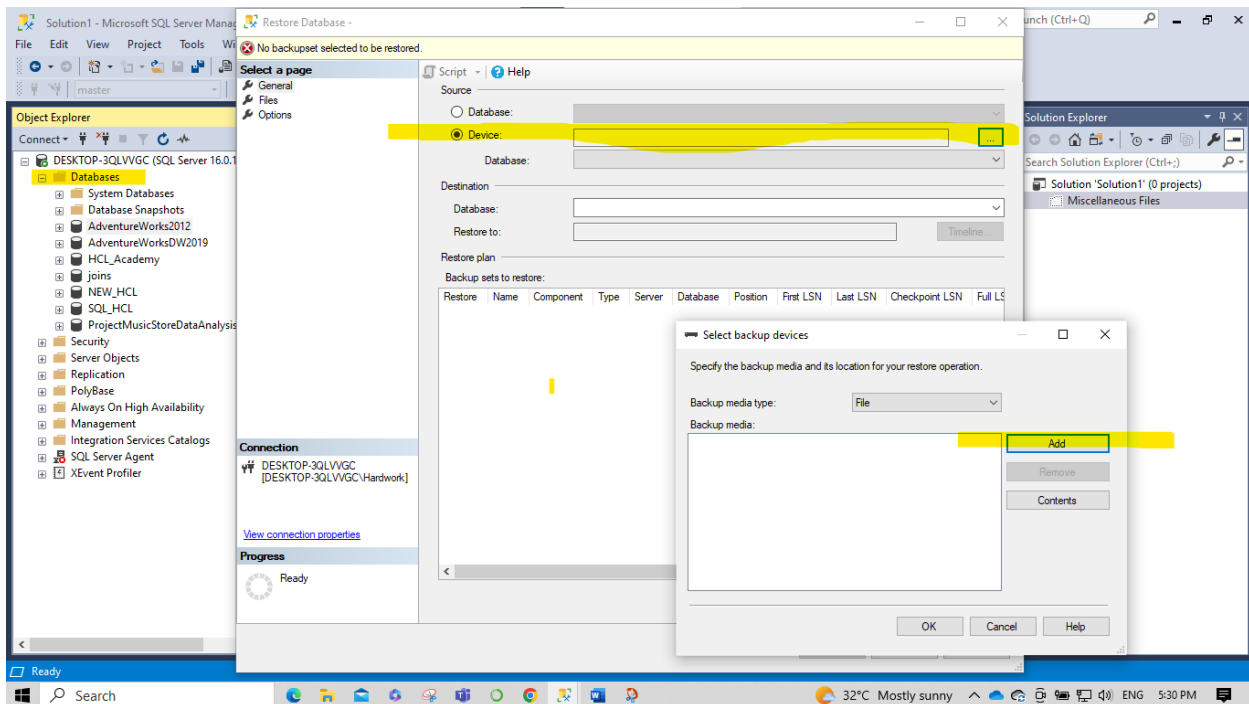 Solution1 - Microsoft SQL Server Manag
Restore Database -
unch (Ctrl+Q)
File Edit View Project Tools Wi
No backupset selected to be restored.
master
Select a page
General
Files
Options
Script
Help
Source
Database:
Device:
...
Database:
Destination
Database:
Restore to:
Timeline...
Restore plan
Backup sets to restore:
Restore Name Component Type Server Database Position First LSN Last LSN Checkpoint LSN Full LS
Object Explorer
Connect
DESKTOP-3QLVVGC (SQL Server 16.0.1
Databases
System Databases
Database Snapshots
AdventureWorks2012
AdventureWorksDW2019
HCL_Academy
joins
NEW_HCL
SQL_HCL
ProjectMusicStoreDataAnalysis
Security
Server Objects
Replication
PolyBase
Always On High Availability
Management
Integration Services Catalogs
SQL Server Agent
XEvent Profiler
Connection
DESKTOP-3QLVVGC
[DESKTOP-3QLVVGC\Hardwork]
View connection properties
Progress
Ready
Solution Explorer
Search Solution Explorer (Ctrl+;)
Solution 'Solution1' (0 projects)
Miscellaneous Files
Select backup devices
Specify the backup media and its location for your restore operation.
Backup media type:
File
Backup media:
Add
Remove
Contents
OK Cancel Help
Ready
Search
32°C Mostly sunny
ENG
5:30 PM